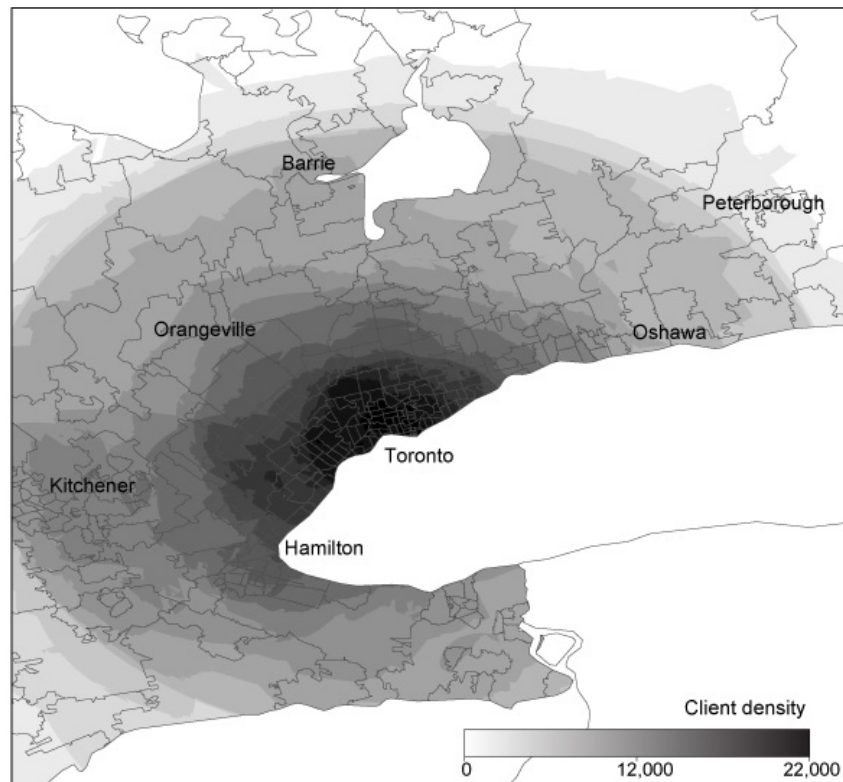 Barrie
Peterborough
Orangeville
Oshawa
Toronto
Kitchener
Hamilton
Client density
0 12,000 22,000